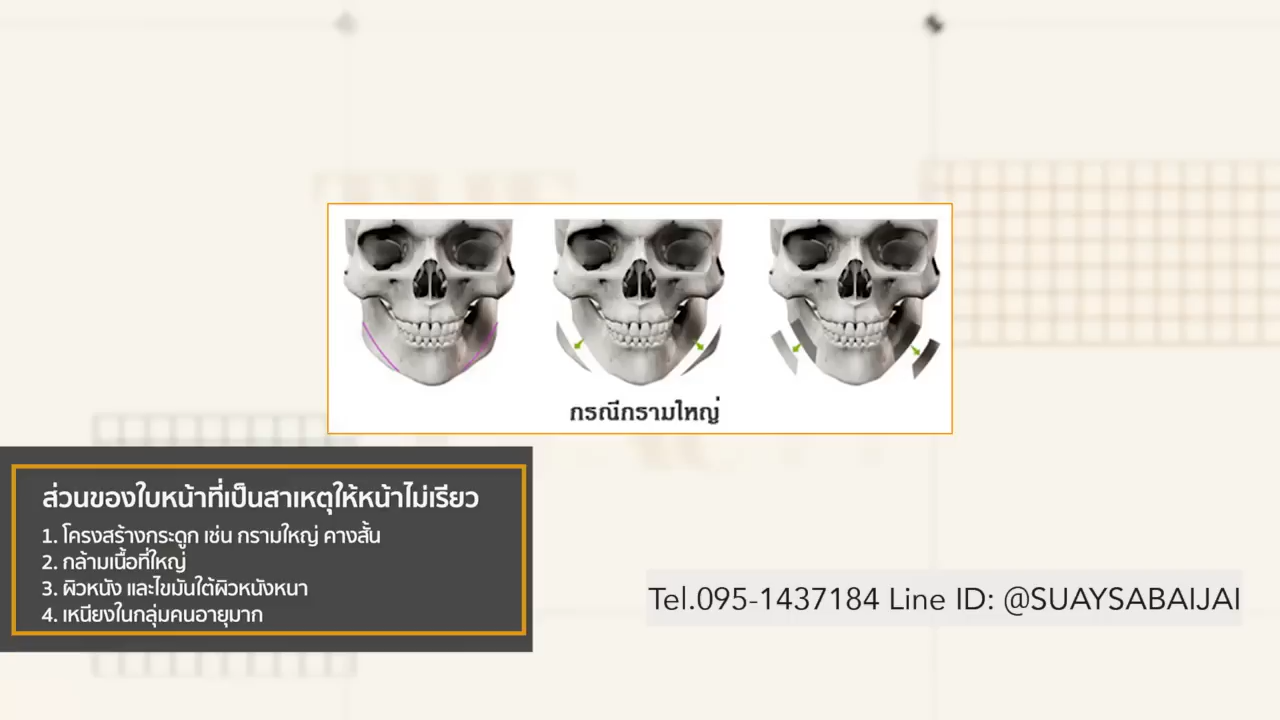 กรณีกรามใหญ่
ส่วนของใบหน้าที่เป็นสาเหตุให้หน้าไม่เรียว
1. โครงสร้างกระดูก เช่น กรามใหญ่ คางสั้น
2. กล้ามเนื้อที่ใหญ่
3. ผิวหนัง และไขมันใต้ผิวหนังหนา
4. เหนียงในกลุ่มคนอายุมาก
Tel.095-1437184 Line ID: @SUAYSABAIJAI